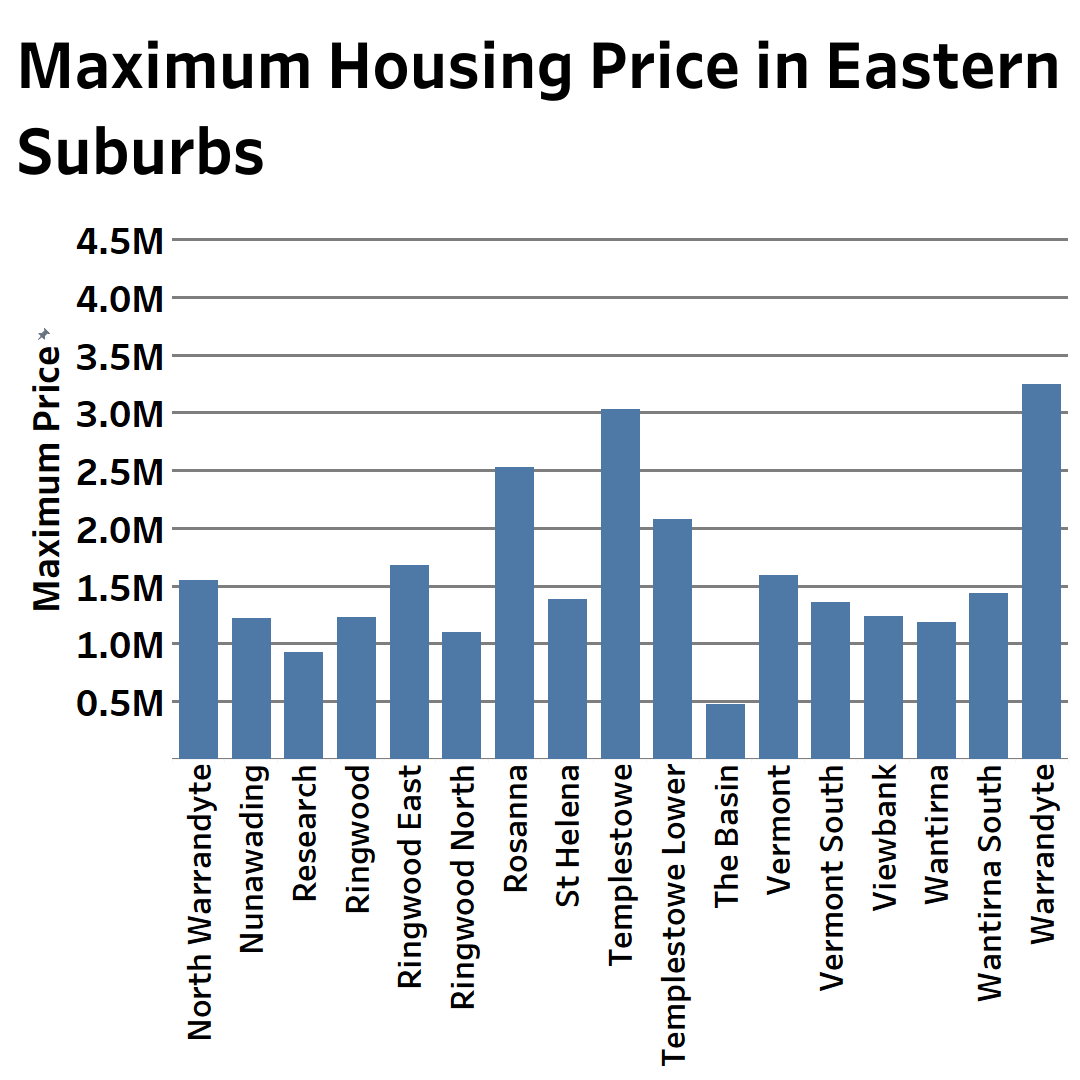 Maximum Housing Price in Eastern
Suburbs
4.5M
4.0M
3.5M
3.0M
2.5M
2.0M
1.5M
1.0M
0.5M
Maximum Price
North Warrandyte
Nunawading
Research
Ringwood
Ringwood East
Ringwood North
Rosanna
St Helena
Templestowe
Templestowe Lower
The Basin
Vermont
Vermont South
Viewbank
Wantirna
Wantirna South
Warrandyte